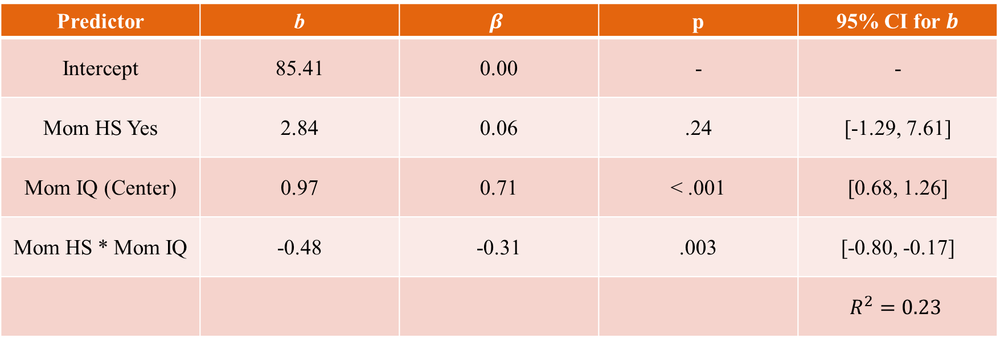 Predictor b β p 95% CI for b
Intercept 85.41 0.00 - -
Mom HS Yes 2.84 0.06 .24 [-1.29, 7.61]
Mom IQ (Center) 0.97 0.71 < .001 [0.68, 1.26]
Mom HS * Mom IQ -0.48 -0.31 .003 [-0.80, -0.17]
R² = 0.23